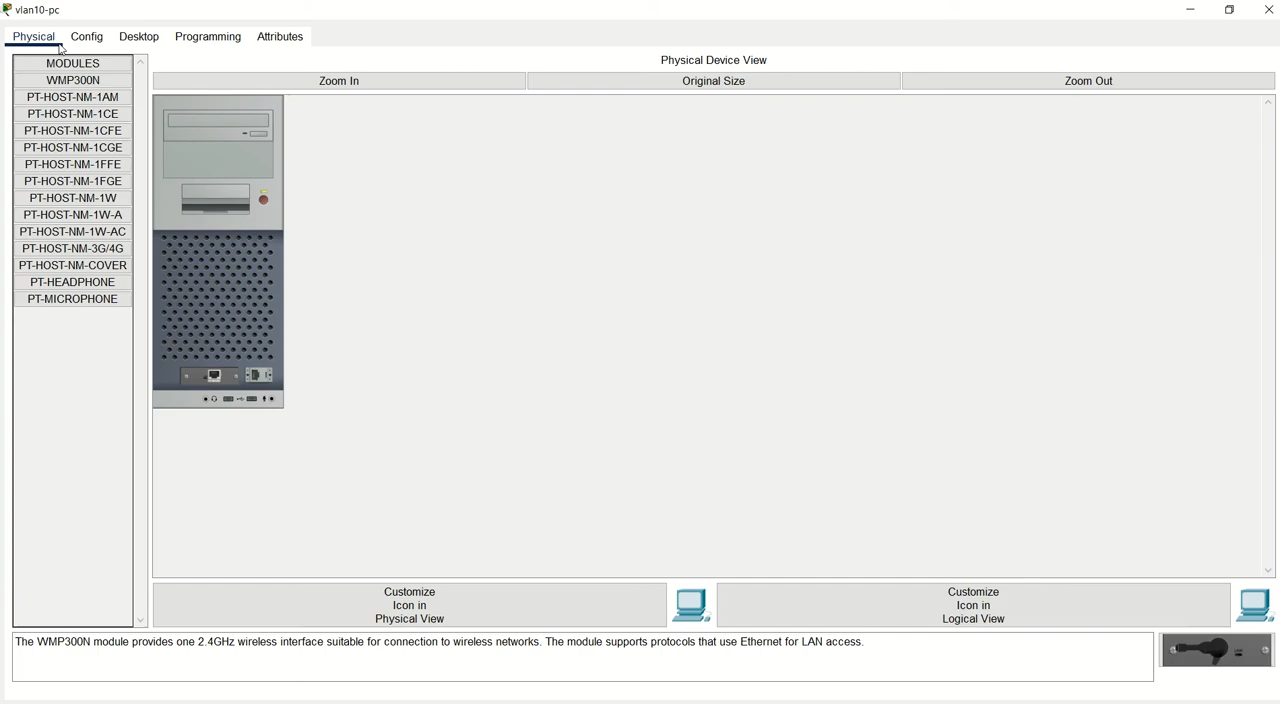 vlan10-pc
Physical Config Desktop Programming Attributes
MODULES
WMP300N
PT-HOST-NM-1AM
PT-HOST-NM-1CE
PT-HOST-NM-1CFE
PT-HOST-NM-1CGE
PT-HOST-NM-1FFE
PT-HOST-NM-1FGE
PT-HOST-NM-1W
PT-HOST-NM-1W-A
PT-HOST-NM-1W-AC
PT-HOST-NM-3G/4G
PT-HOST-NM-COVER
PT-HEADPHONE
PT-MICROPHONE
Physical Device View
Zoom In Original Size Zoom Out
Customize
Icon in
Physical View
Customize
Icon in
Logical View
The WMP300N module provides one 2.4GHz wireless interface suitable for connection to wireless networks. The module supports protocols that use Ethernet for LAN access.